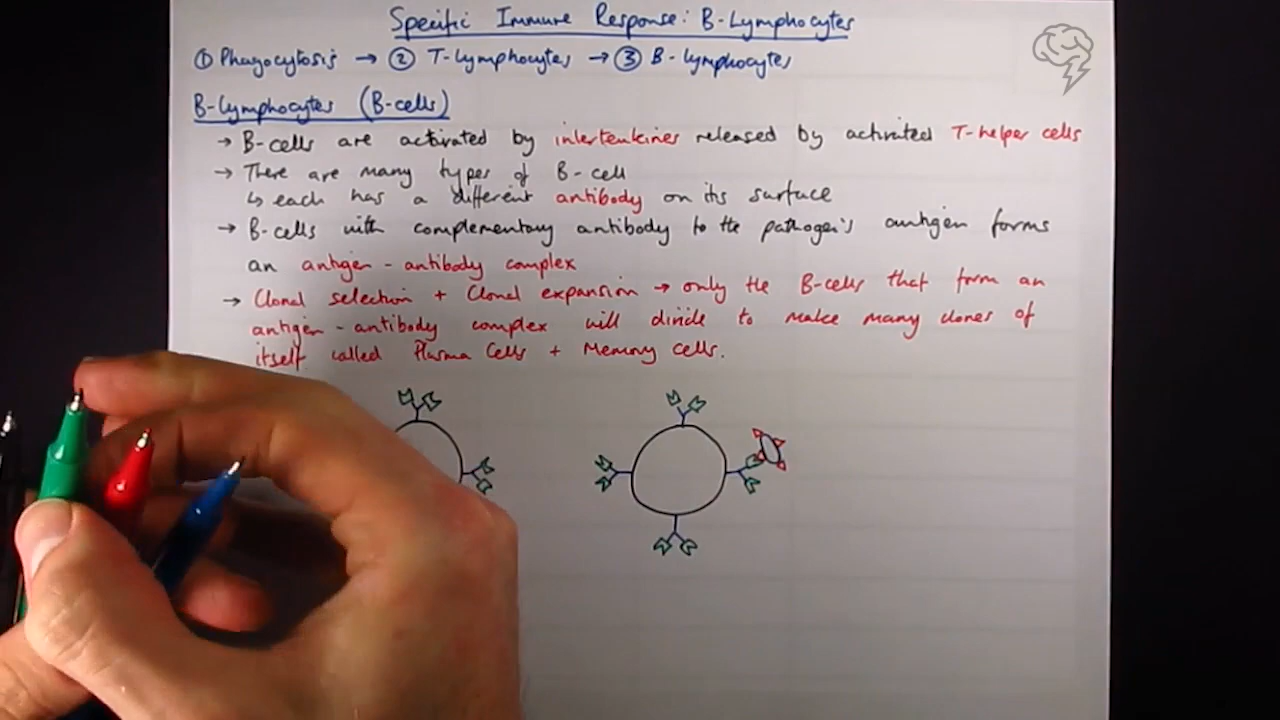 Specific Immune Response: B-Lymphocytes
① Phagocytosis → ② T-Lymphocytes → ③ B-Lymphocytes
B-Lymphocytes (B-cells)
→ B-cells are activated by interleukines released by activated T-helper cells
→ There are many types of B-cell
↳ each has a different antibody on its surface
→ B-cells with complementary antibody to the pathogen's antigen forms
an antigen-antibody complex
→ Clonal selection + Clonal expansion → only the B-cells that form an
antigen-antibody complex will divide to make many clones of
itself called Plasma Cells + Memory cells.